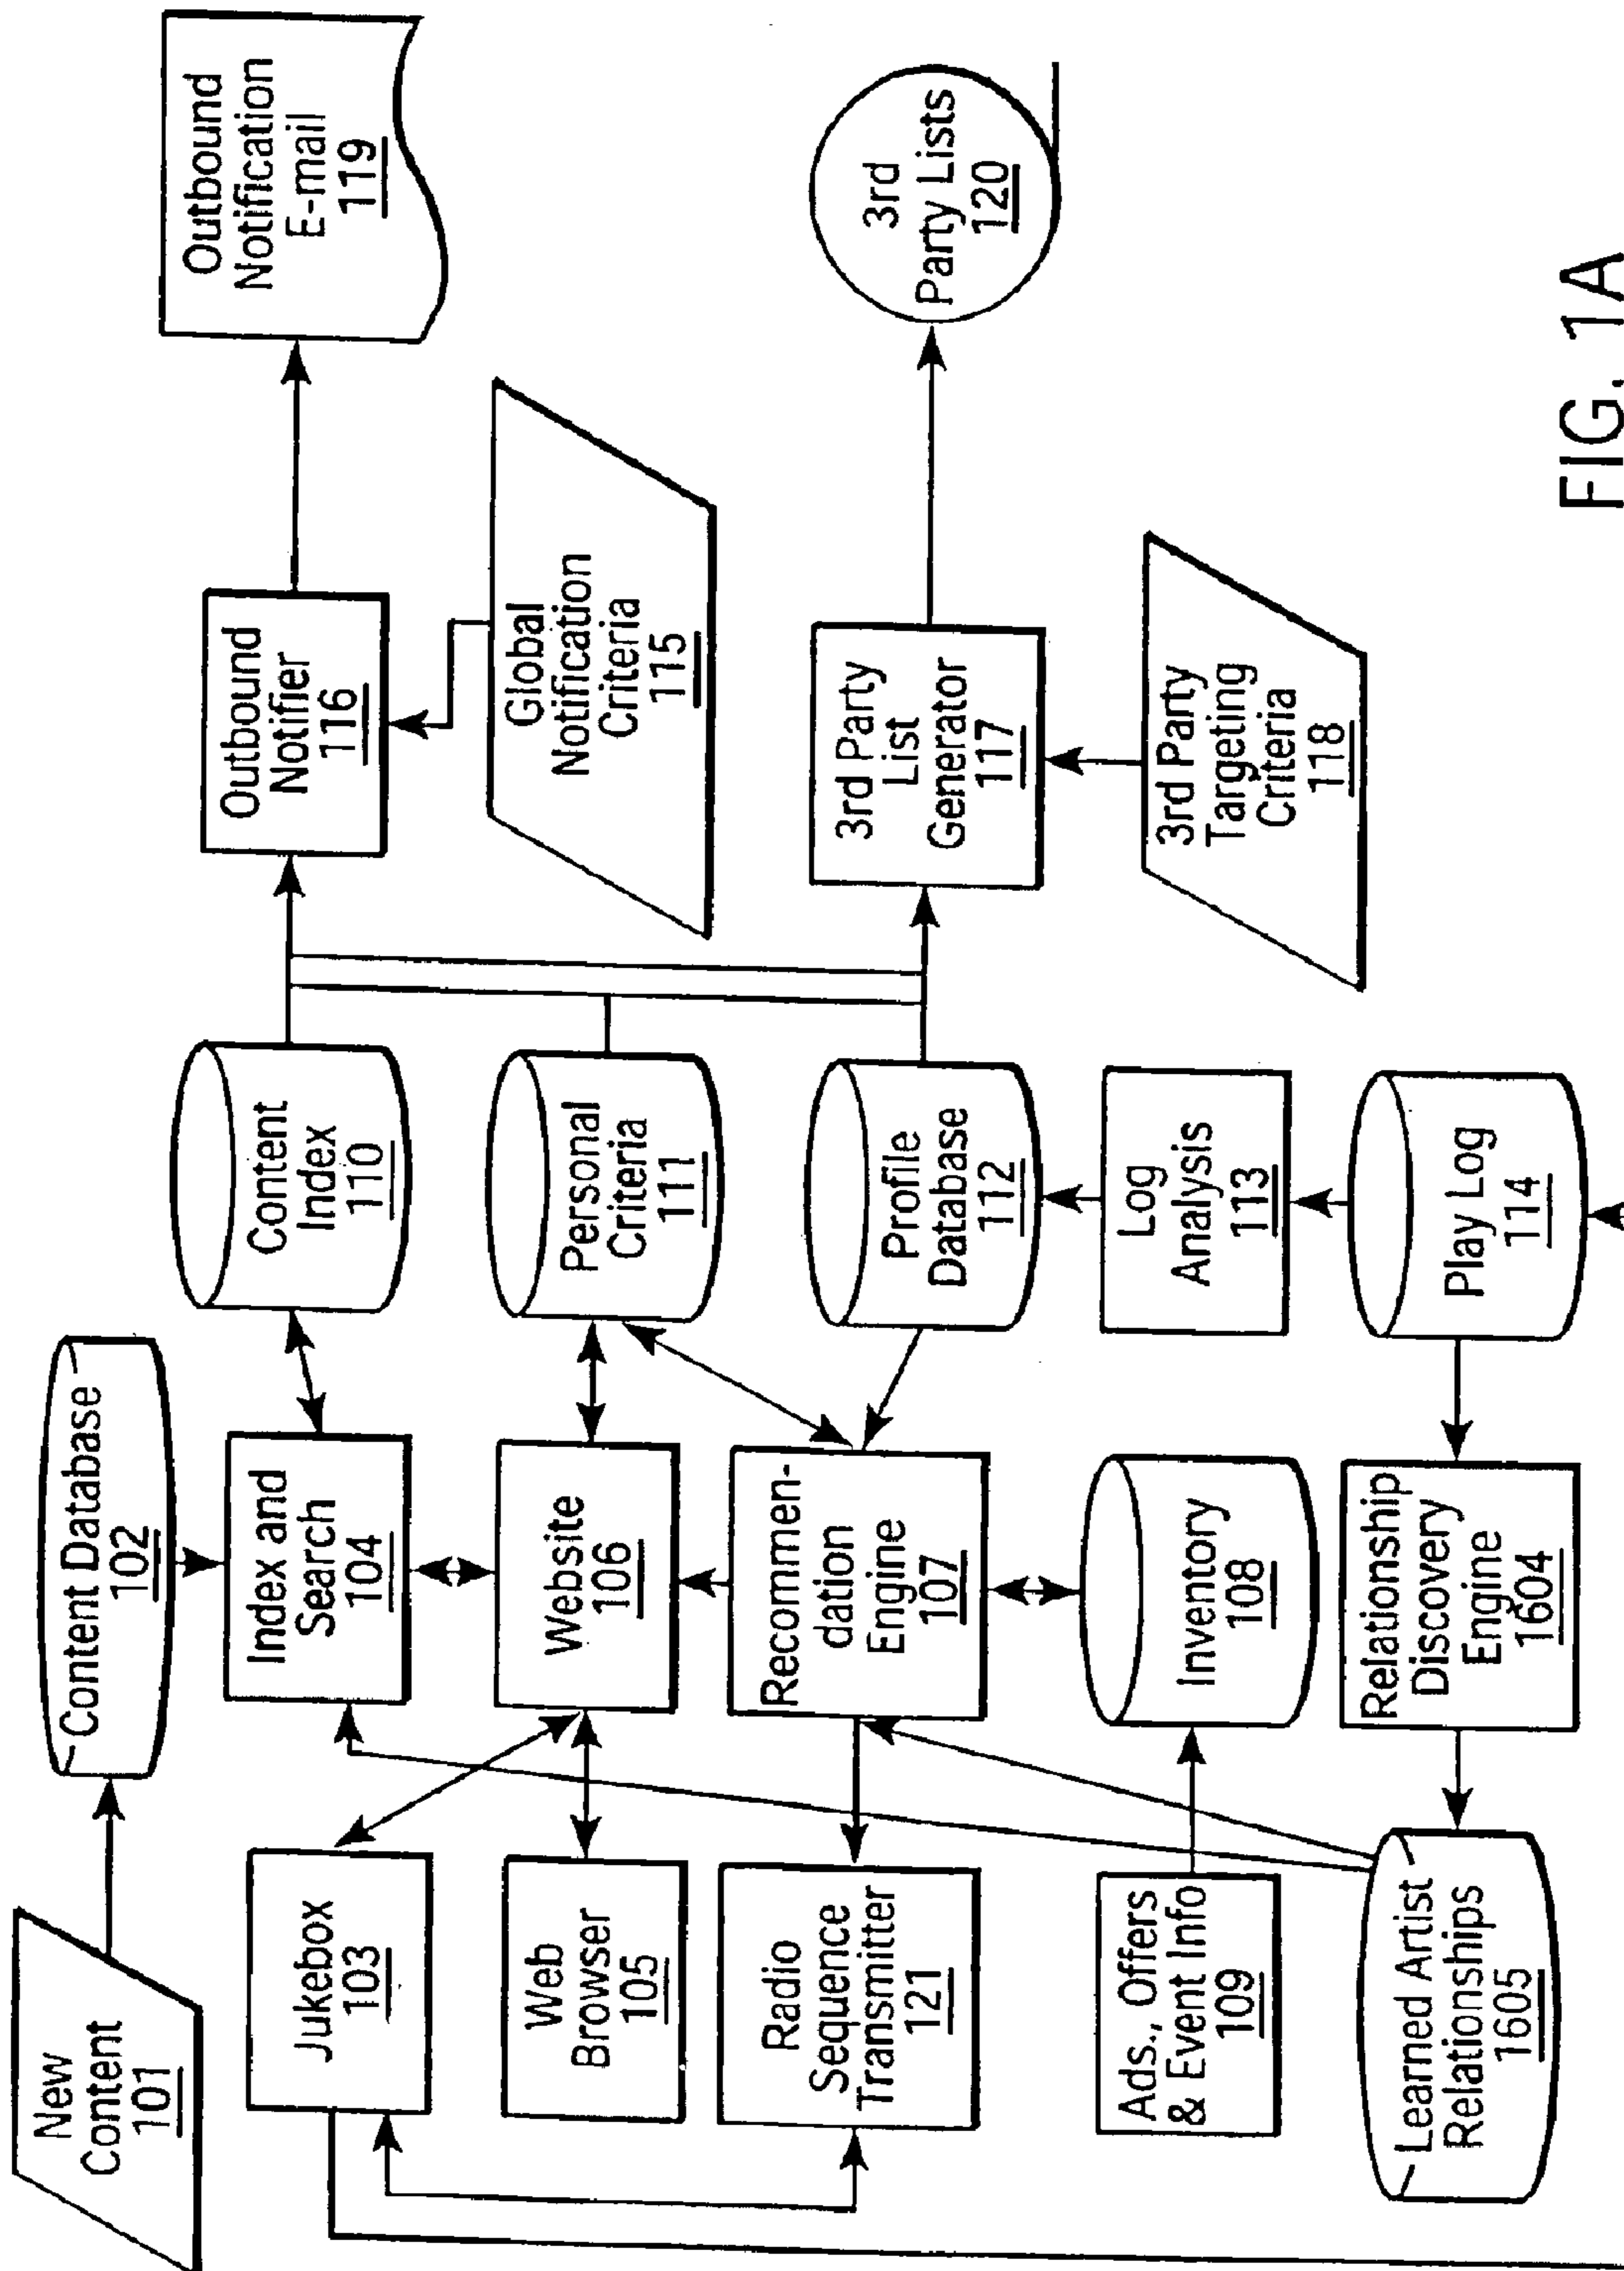 New
Content
101
Content Database
102
Jukebox
103
Index and
Search
104
Content
Index
110
Outbound
Notifier
116
Outbound
Notification
E-mail
119
Web
Browser
105
Website
106
Personal
Criteria
111
Global
Notification
Criteria
115
Radio
Sequence
Transmitter
121
Recommen-
dation
Engine
107
Profile
Database
112
3rd Party
List
Generator
117
3rd
Party Lists
120
Ads., Offers
& Event Info
109
Inventory
108
Log
Analysis
113
3rd Party
Targeting
Criteria
118
Learned Artist
Relationships
1605
Relationship
Discovery
Engine
1604
Play Log
114
FIG. 1A